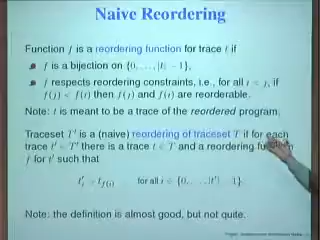 Naive Reordering
Function f is a reordering function for trace t if
f is a bijection on {0, ..., |t| − 1},
f respects reordering constraints, i.e., for all i < j, if
f(j) < f(i) then f(j) and f(i) are reorderable.
Note: t is meant to be a trace of the reordered program.
Traceset T′ is a (naive) reordering of traceset T if for each
trace t′ ∈ T′ there is a trace t ∈ T and a reordering
f for t′ such that
for all i ∈ {0, ..., |t′| − 1}
Note: the definition is almost good, but not quite.